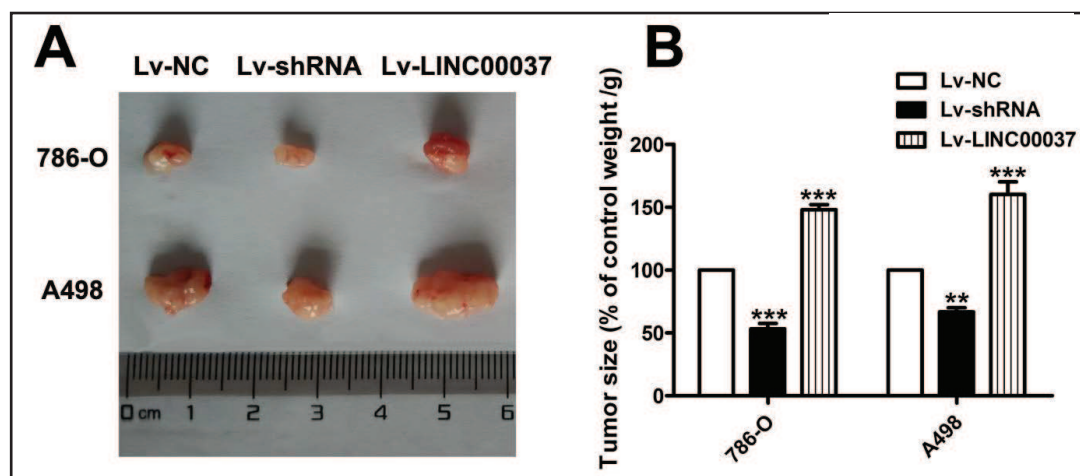 A
Lv-NC Lv-shRNA Lv-LINC00037
786-O
A498
0 cm 1 2 3 4 5 6
B
Lv-NC
Lv-shRNA
Lv-LINC00037
Tumor size (% of control weight /g)
200
150
100
50
0
*** *** ** ***
786-O A498